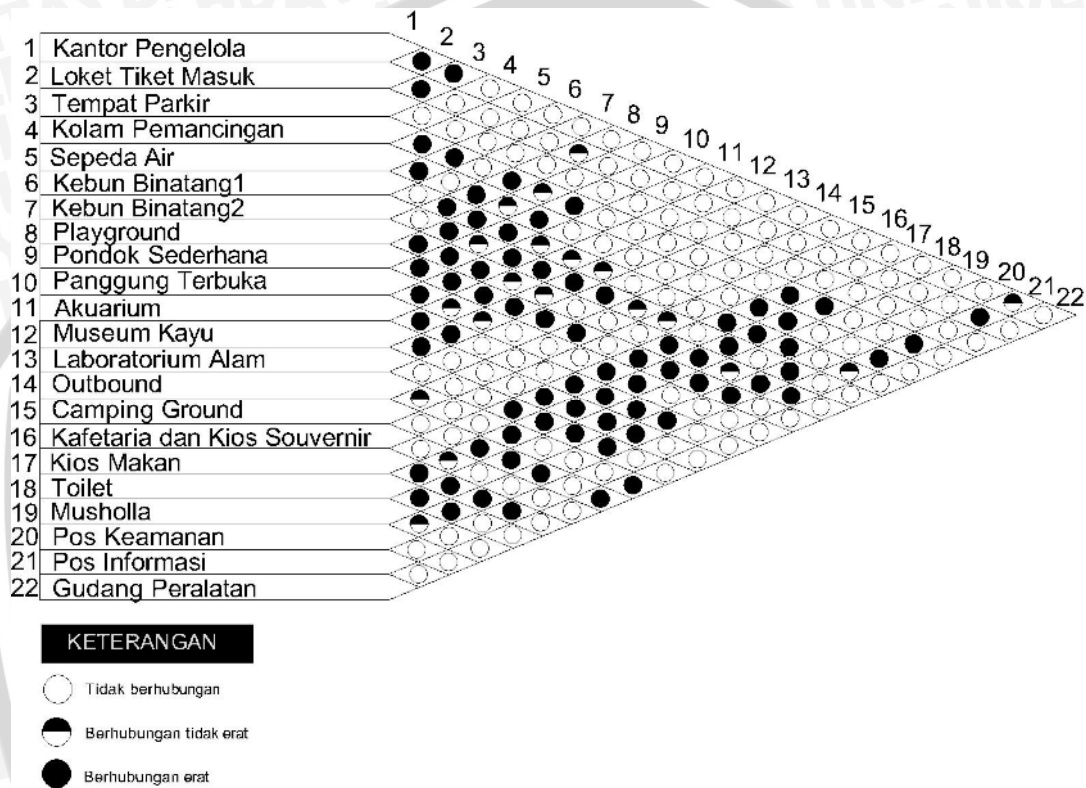 1 2 3 4 5 6 7 8 9 10 11 12 13 14 15 16 17 18 19 20 21 22
1 Kantor Pengelola
2 Loket Tiket Masuk
3 Tempat Parkir
4 Kolam Pemancingan
5 Sepeda Air
6 Kebun Binatang1
7 Kebun Binatang2
8 Playground
9 Pondok Sederhana
10 Panggung Terbuka
11 Akuarium
12 Museum Kayu
13 Laboratorium Alam
14 Outbound
15 Camping Ground
16 Kafetaria dan Kios Souvernir
17 Kios Makan
18 Toilet
19 Musholla
20 Pos Keamanan
21 Pos Informasi
22 Gudang Peralatan
KETERANGAN
Tidak berhubungan
Berhubungan tidak erat
Berhubungan erat